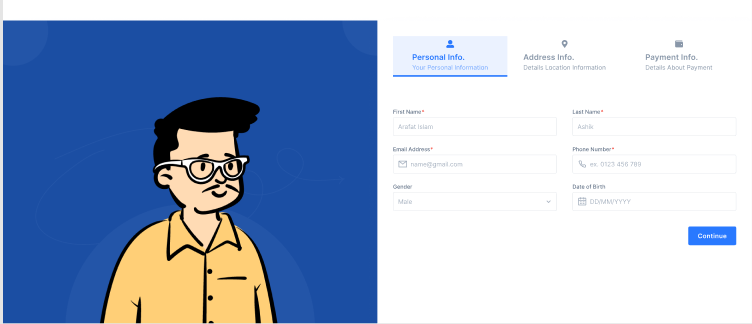 Personal Info.
Your Personal Information
Address Info.
Details Location Information
Payment Info.
Details About Payment
First Name*
Arafat Islam
Last Name*
Ashik
Email Address*
name@gmail.com
Phone Number*
ex. 0123 456 789
Gender
Male
Date of Birth
DD/MM/YYYY
Continue